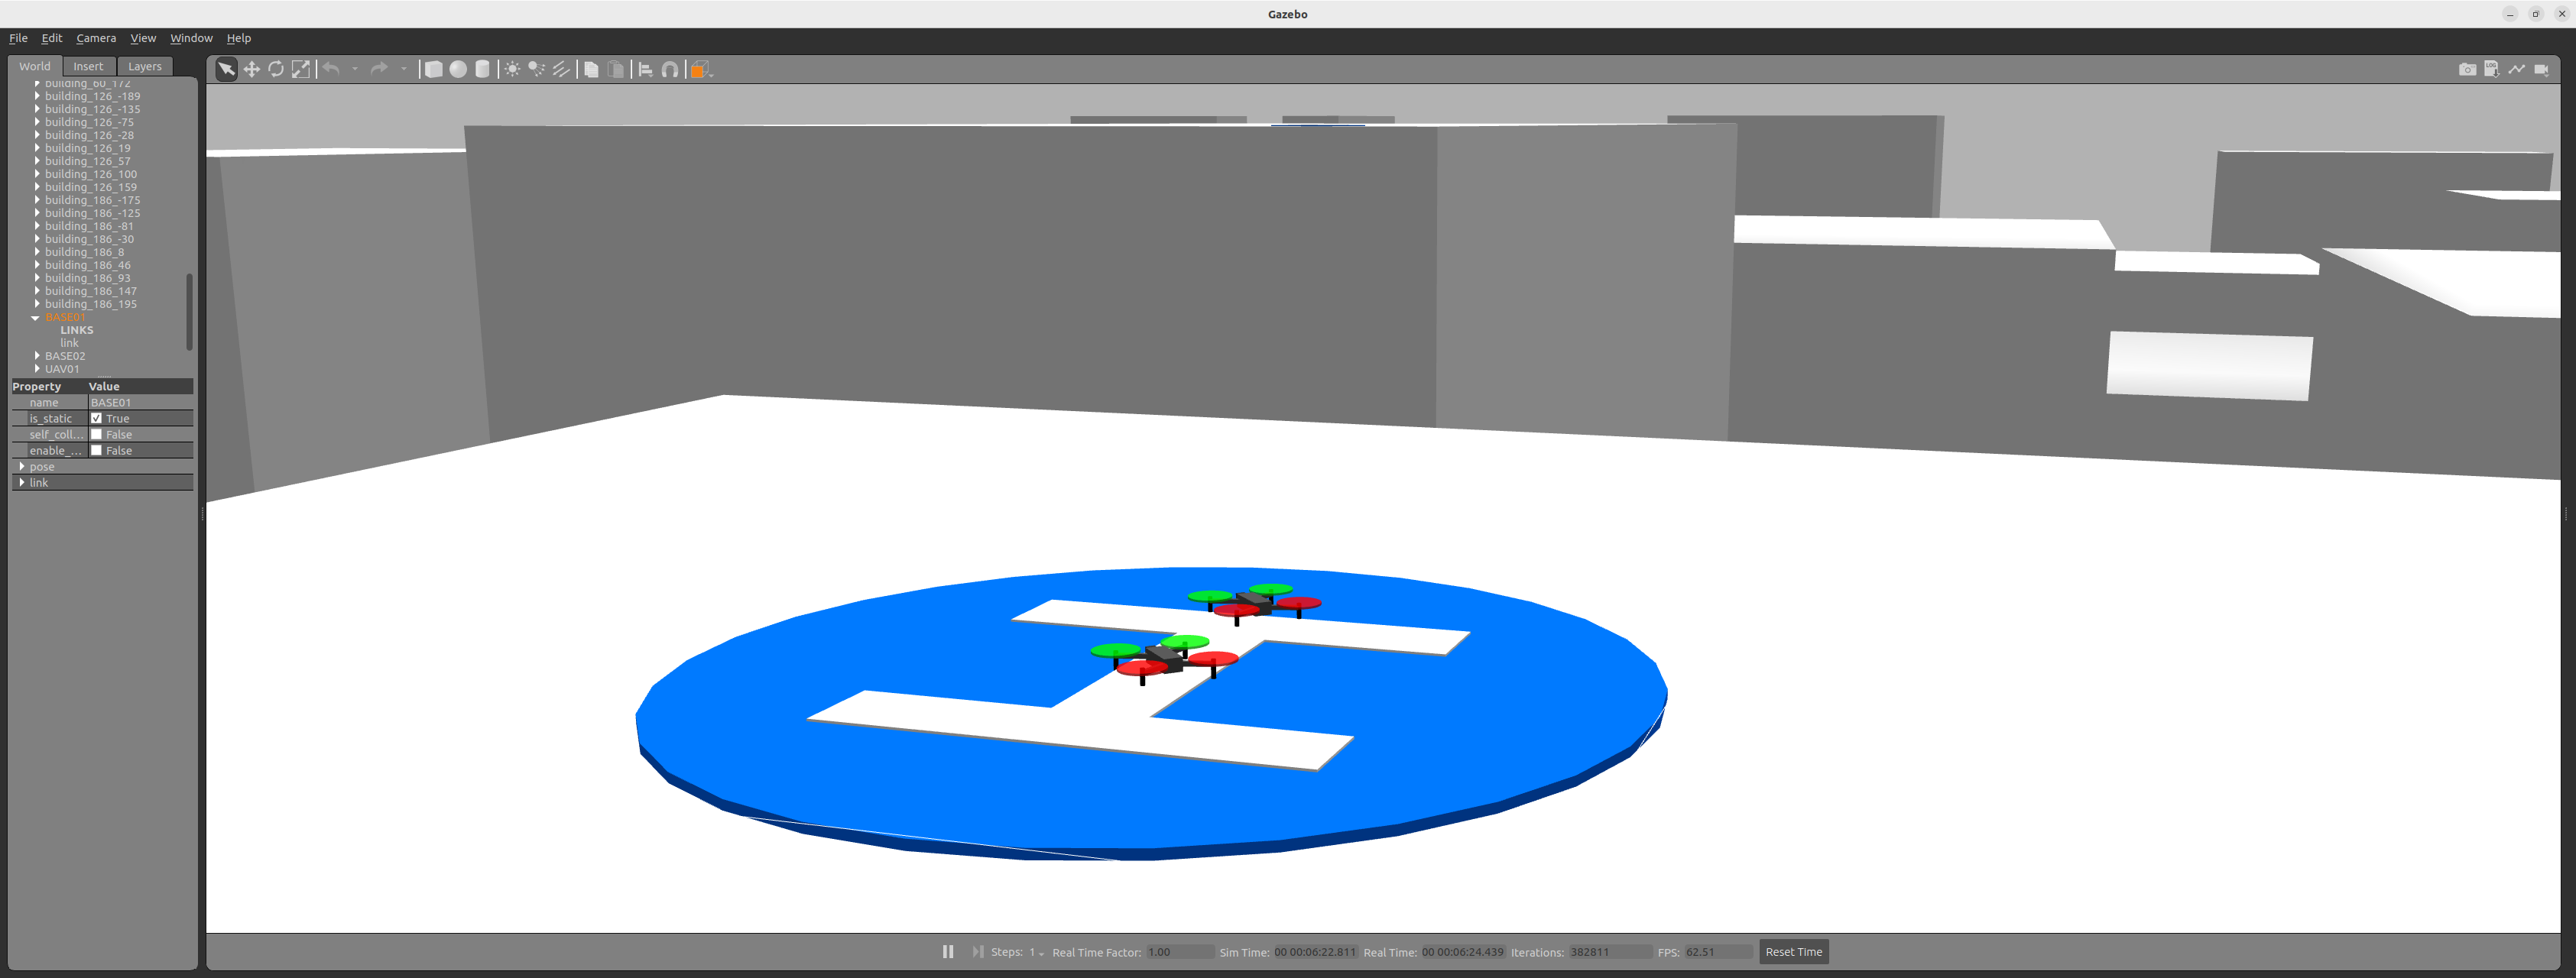 Gazebo
File Edit Camera View Window Help
World Insert Layers
building_60_172
building_126_-189
building_126_-135
building_126_-75
building_126_-28
building_126_19
building_126_57
building_126_100
building_126_159
building_186_-175
building_186_-125
building_186_-81
building_186_-30
building_186_8
building_186_46
building_186_93
building_186_147
building_186_195
BASE01
LINKS
link
BASE02
UAV01
Property Value
name BASE01
is_static True
self_coll... False
enable_... False
pose
link
LOG
H
Steps: 1 Real Time Factor: 1.00 Sim Time: 00 00:06:22.811 Real Time: 00 00:06:24.439 Iterations: 382811 FPS: 62.51 Reset Time